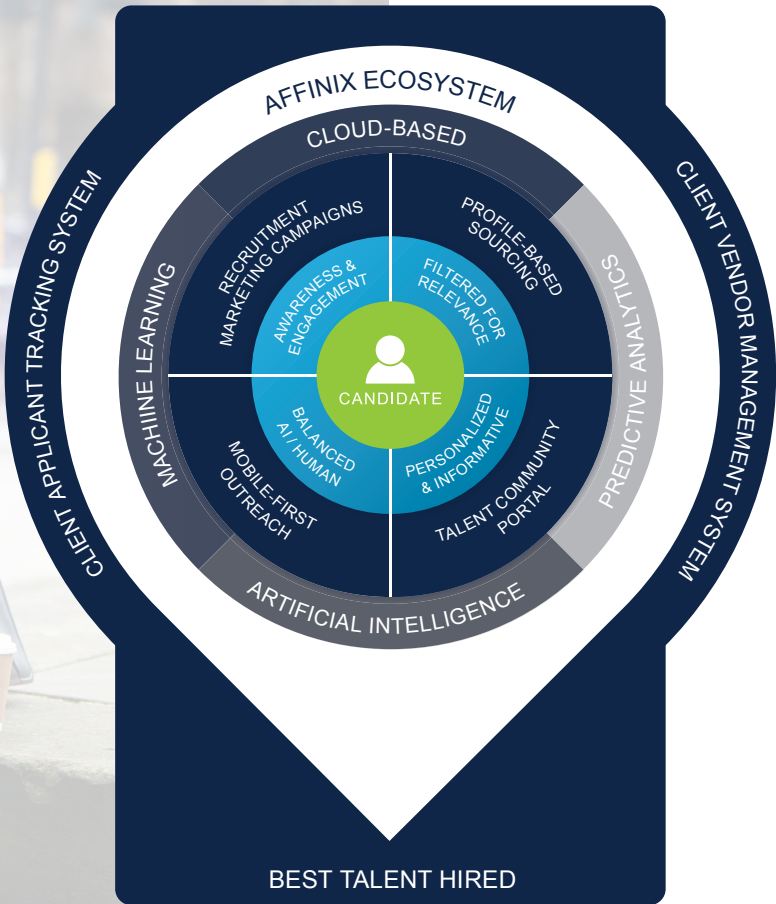 AFFINIX ECOSYSTEM
CLOUD-BASED
CLIENT APPLICANT TRACKING SYSTEM
CLIENT VENDOR MANAGEMENT SYSTEM
MACHINE LEARNING
PREDICTIVE ANALYTICS
RECRUITMENT
MARKETING CAMPAIGNS
PROFILE-BASED
SOURCING
AWARENESS &
ENGAGEMENT
FILTERED FOR
RELEVANCE
CANDIDATE
BALANCED
AI / HUMAN
PERSONALIZED
& INFORMATIVE
MOBILE-FIRST
OUTREACH
TALENT COMMUNITY
PORTAL
ARTIFICIAL INTELLIGENCE
BEST TALENT HIRED